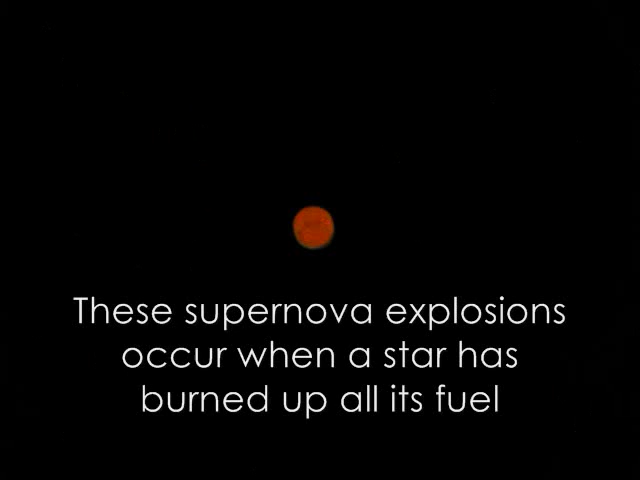 These supernova explosions
occur when a star has
burned up all its fuel